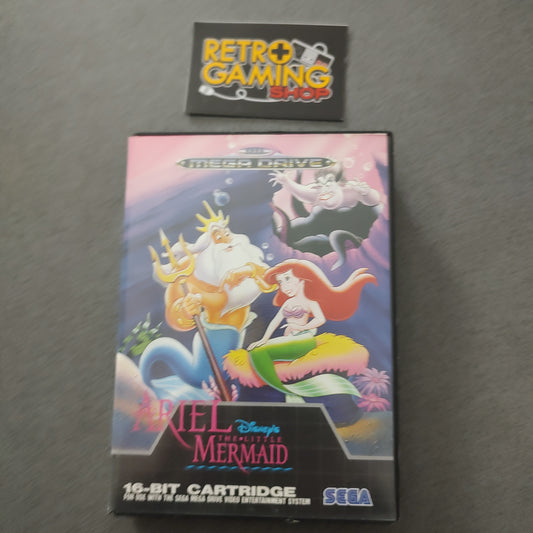 RETRO
GAMING
SHOP
SEGA
MEGA DRIVE
ARIEL
Disney's
THE·LITTLE
MERMAID
16-BIT CARTRIDGE
FOR USE WITH THE SEGA MEGA DRIVE VIDEO ENTERTAINMENT SYSTEM
SEGA